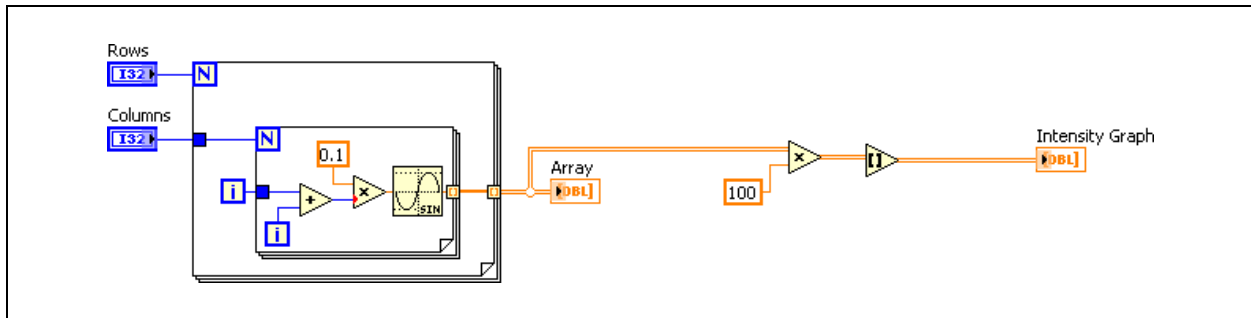 Rows
I32
N
Columns
I32
N
0.1
i
+
x
SIN
i
Array
DBL]
x
100
[]
Intensity Graph
DBL]